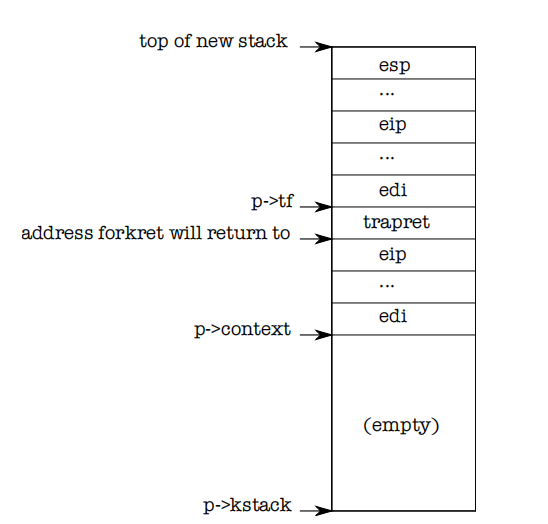 top of new stack
esp
...
eip
...
edi
p->tf
trapret
address forkret will return to
eip
...
edi
p->context
(empty)
p->kstack